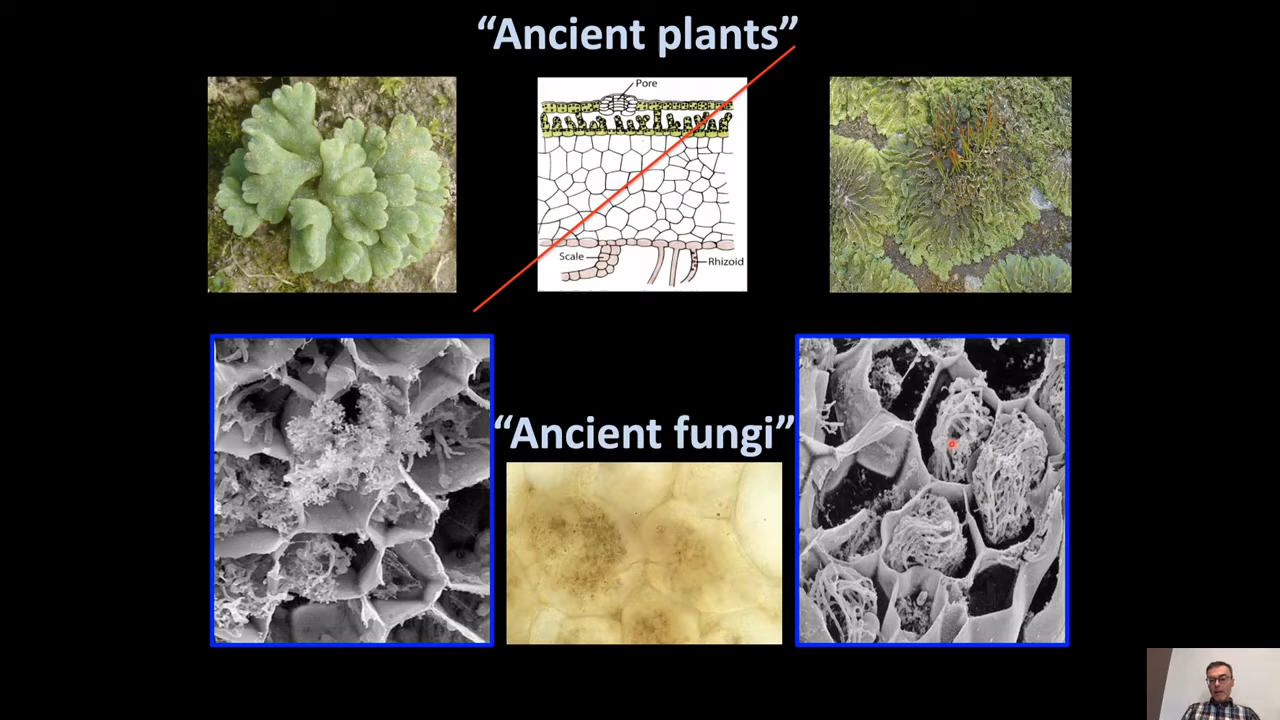 “Ancient plants”
Pore
Scale
Rhizoid
“Ancient fungi”